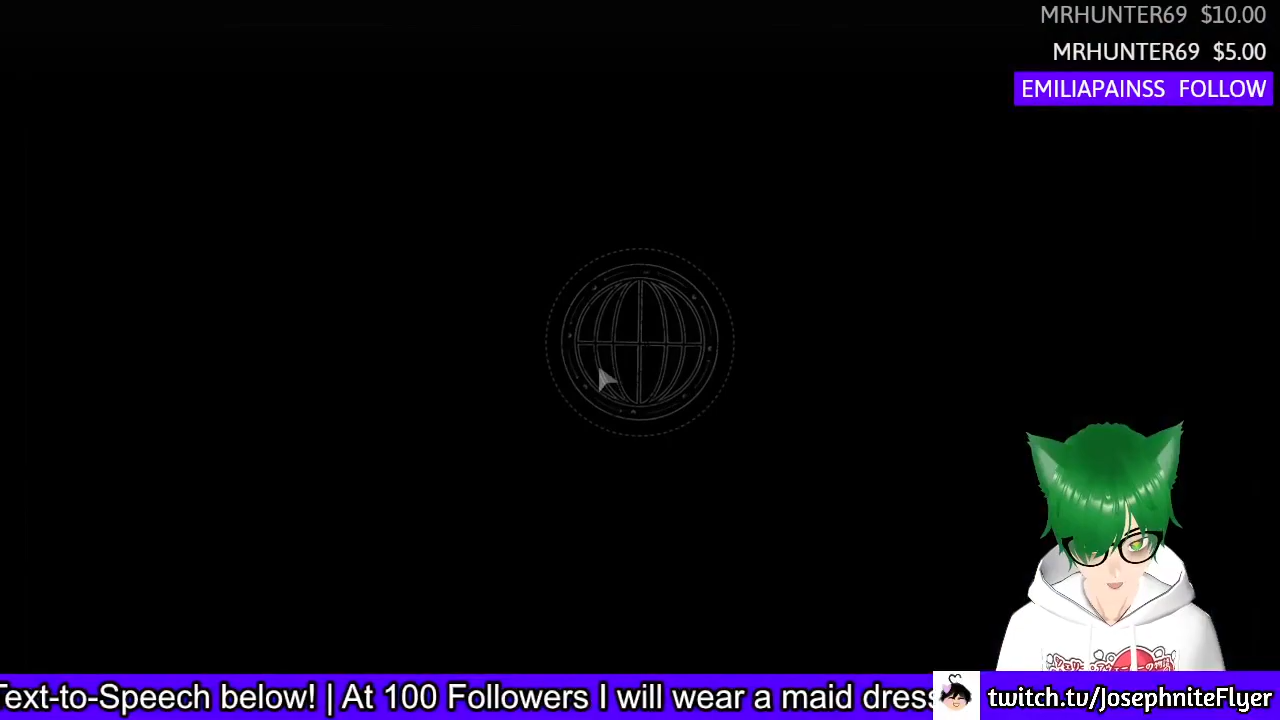 MRHUNTER69 $10.00
MRHUNTER69 $5.00
EMILIAPAINSS FOLLOW
Text-to-Speech below! | At 100 Followers I will wear a maid dress
twitch.tv/JosephniteFlyer